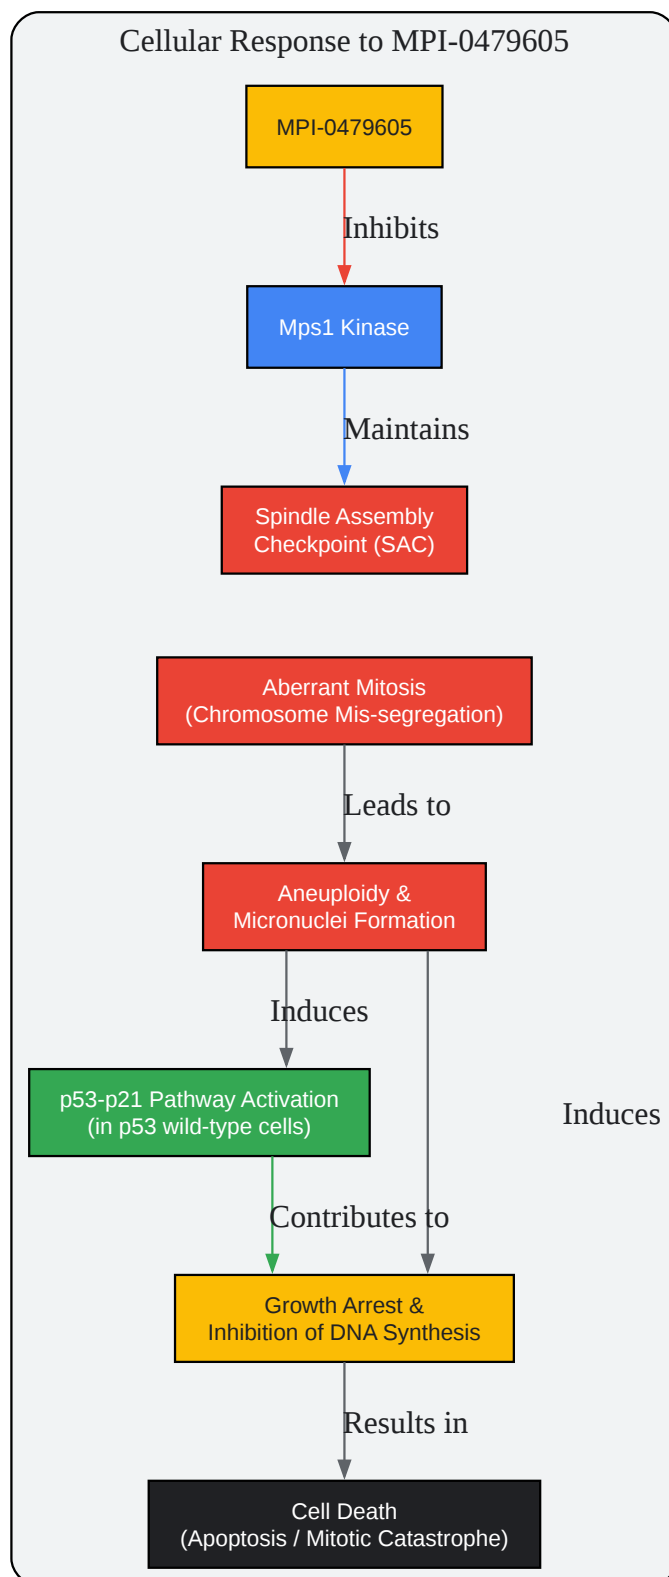 Cellular Response to MPI-0479605
MPI-0479605
Inhibits
Mps1 Kinase
Maintains
Spindle Assembly
Checkpoint (SAC)
Aberrant Mitosis
(Chromosome Mis-segregation)
Leads to
Aneuploidy &
Micronuclei Formation
Induces
p53-p21 Pathway Activation
(in p53 wild-type cells)
Induces
Contributes to
Growth Arrest &
Inhibition of DNA Synthesis
Results in
Cell Death
(Apoptosis / Mitotic Catastrophe)